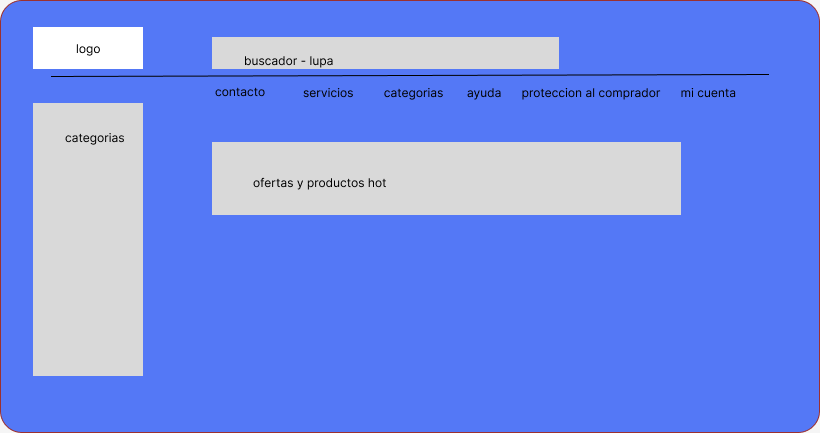 logo
buscador - lupa
contacto servicios categorias ayuda proteccion al comprador mi cuenta
categorias
ofertas y productos hot